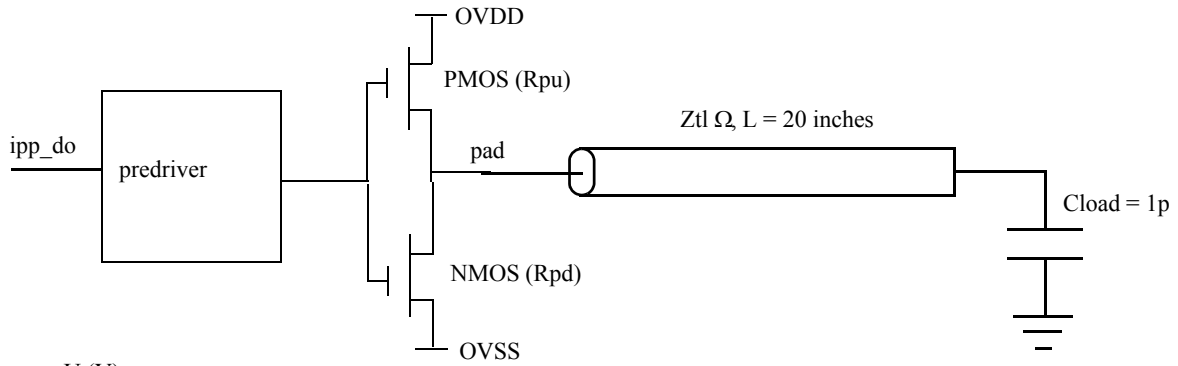 OVDD
PMOS (Rpu)
Ztl Ω, L = 20 inches
ipp_do
predriver
pad
Cload = 1p
NMOS (Rpd)
OVSS